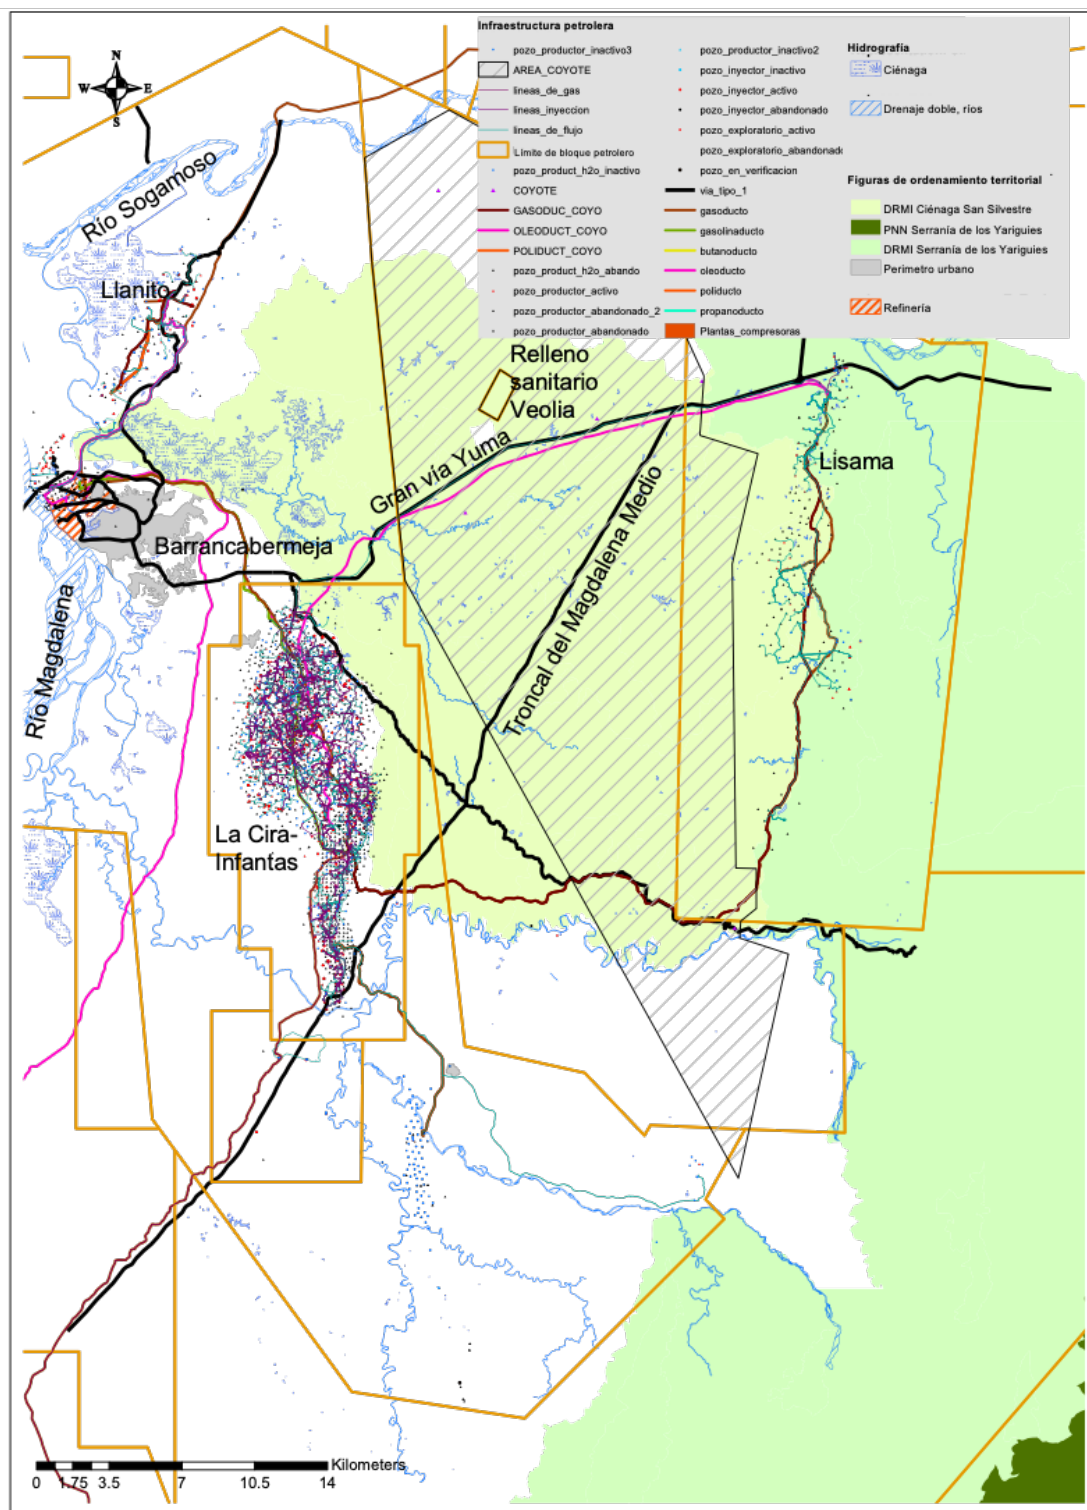 Infraestructura petrolera
pozo_productor_inactivo3
AREA_COYOTE
lineas_de_gas
lineas_inyeccion
lineas_de_flujo
Límite de bloque petrolero
pozo_product_h2o_inactivo
COYOTE
GASODUC_COYO
OLEODUCT_COYO
POLIDUCT_COYO
pozo_product_h2o_abando
pozo_productor_activo
pozo_productor_abandonado_2
pozo_productor_abandonado
pozo_productor_inactivo2
pozo_inyector_inactivo
pozo_inyector_activo
pozo_inyector_abandonado
pozo_exploratorio_activo
pozo_exploratorio_abandonado
pozo_en_verificacion
via_tipo_1
gasoducto
gasolinaducto
butanoducto
oleoducto
poliducto
propanoducto
Plantas_compresoras
Hidrografía
Ciénaga
Drenaje doble, ríos
Figuras de ordenamiento territorial
DRMI Ciénaga San Silvestre
PNN Serranía de los Yariguies
DRMI Serranía de los Yariguies
Perimetro urbano
Refinería
N
W
E
S
Río Sogamoso
Llanito
Relleno
sanitario
Veolia
Gran vía Yuma
Lisama
Troncal del Magdalena Medio
Barrancabermeja
Río Magdalena
La Cira-
Infantas
Kilometers
0 1.75 3.5 7 10.5 14